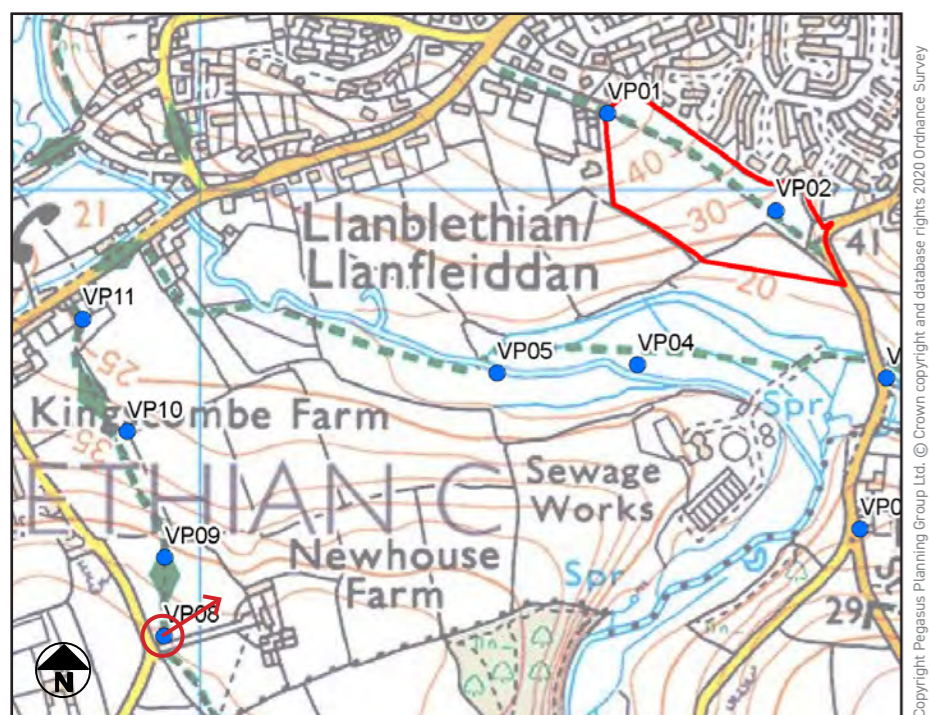 VP01
40
VP02
30
41
20
21
Llanblethian/
Llanfleiddan
VP11
VP05
VP04
25
VP10
Kingscombe Farm
35
Spr
ETHIAN C
Sewage
Works
VP09
Newhouse
Farm
Spr
VP08
29
N
Copyright Pegasus Planning Group Ltd. © Crown copyright and database rights 2020 Ordnance Survey